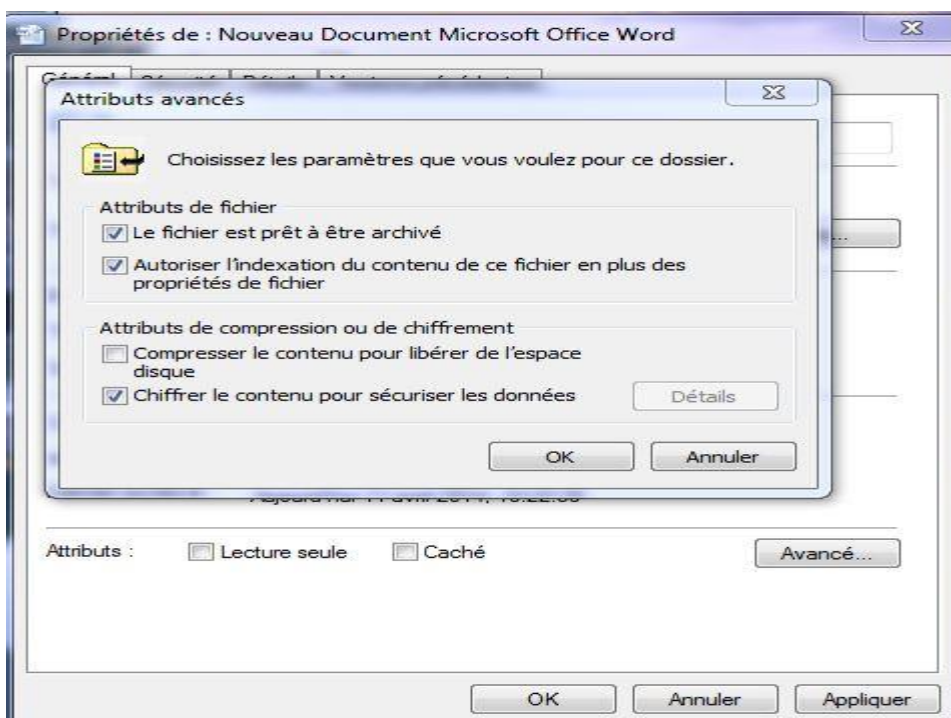 Propriétés de : Nouveau Document Microsoft Office Word
Général
Attributs avancés
Choisissez les paramètres que vous voulez pour ce dossier.
Attributs de fichier
Le fichier est prêt à être archivé
Autoriser l'indexation du contenu de ce fichier en plus des
propriétés de fichier
...
Attributs de compression ou de chiffrement
Compresser le contenu pour libérer de l'espace
disque
Chiffrer le contenu pour sécuriser les données
Détails
OK Annuler
Attributs : Lecture seule Caché Avancé...
OK Annuler Appliquer